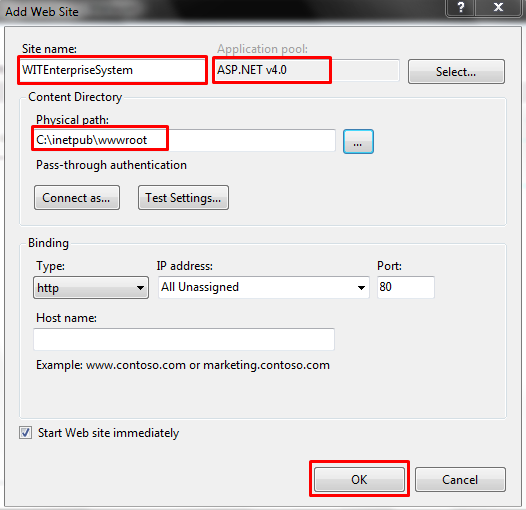 Add Web Site
?
Site name:
Application pool:
WITEnterpriseSystem
ASP.NET v4.0
Select...
Content Directory
Physical path:
C:\inetpub\wwwroot
...
Pass-through authentication
Connect as...
Test Settings...
Binding
Type:
IP address:
Port:
http
All Unassigned
80
Host name:
Example: www.contoso.com or marketing.contoso.com
Start Web site immediately
OK
Cancel